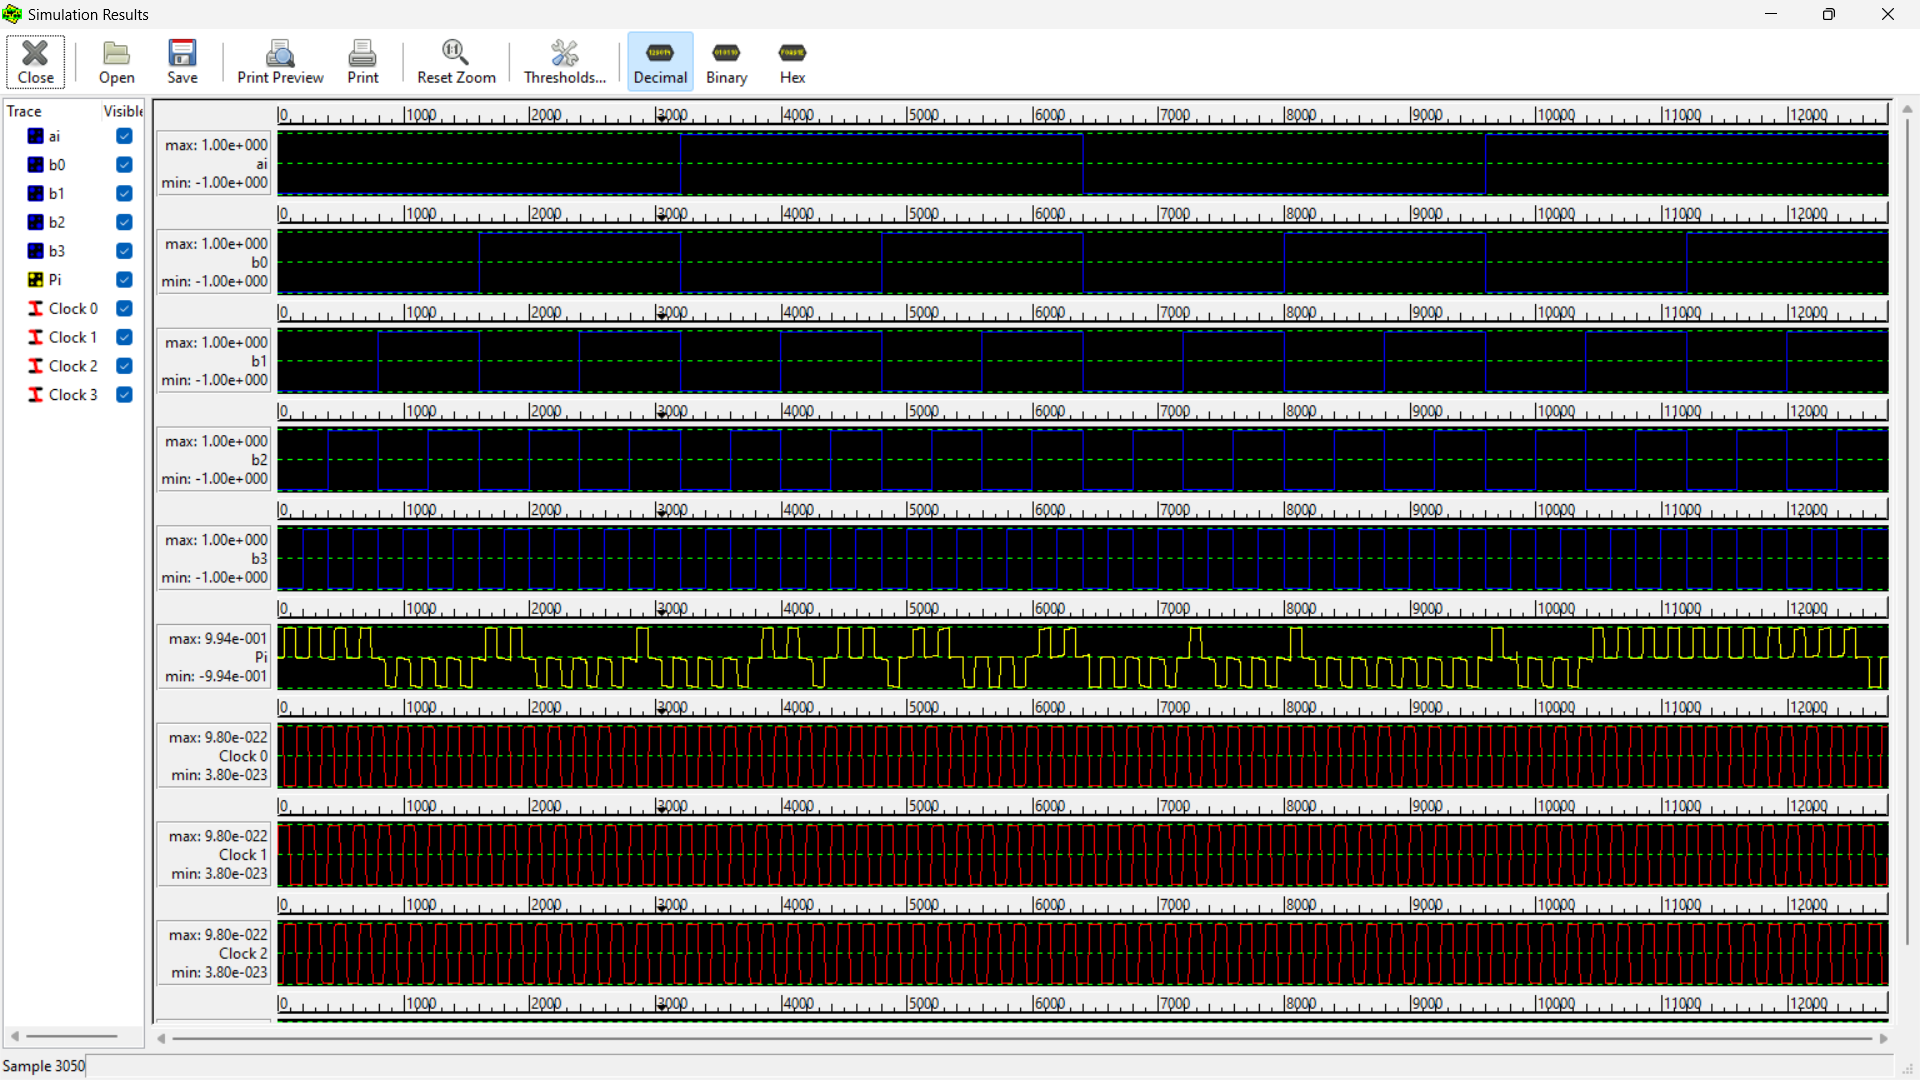 Simulation Results
Close Open Save Print Preview Print Reset Zoom Thresholds... Decimal Binary Hex
Trace Visible
ai
b0
b1
b2
b3
Pi
Clock 0
Clock 1
Clock 2
Clock 3
0 1000 2000 3000 4000 5000 6000 7000 8000 9000 10000 11000 12000
max: 1.00e+000
ai
min: -1.00e+000
0 1000 2000 3000 4000 5000 6000 7000 8000 9000 10000 11000 12000
max: 1.00e+000
b0
min: -1.00e+000
0 1000 2000 3000 4000 5000 6000 7000 8000 9000 10000 11000 12000
max: 1.00e+000
b1
min: -1.00e+000
0 1000 2000 3000 4000 5000 6000 7000 8000 9000 10000 11000 12000
max: 1.00e+000
b2
min: -1.00e+000
0 1000 2000 3000 4000 5000 6000 7000 8000 9000 10000 11000 12000
max: 1.00e+000
b3
min: -1.00e+000
0 1000 2000 3000 4000 5000 6000 7000 8000 9000 10000 11000 12000
max: 9.94e-001
Pi
min: -9.94e-001
0 1000 2000 3000 4000 5000 6000 7000 8000 9000 10000 11000 12000
max: 9.80e-022
Clock 0
min: 3.80e-023
0 1000 2000 3000 4000 5000 6000 7000 8000 9000 10000 11000 12000
max: 9.80e-022
Clock 1
min: 3.80e-023
0 1000 2000 3000 4000 5000 6000 7000 8000 9000 10000 11000 12000
max: 9.80e-022
Clock 2
min: 3.80e-023
0 1000 2000 3000 4000 5000 6000 7000 8000 9000 10000 11000 12000
Sample 3050